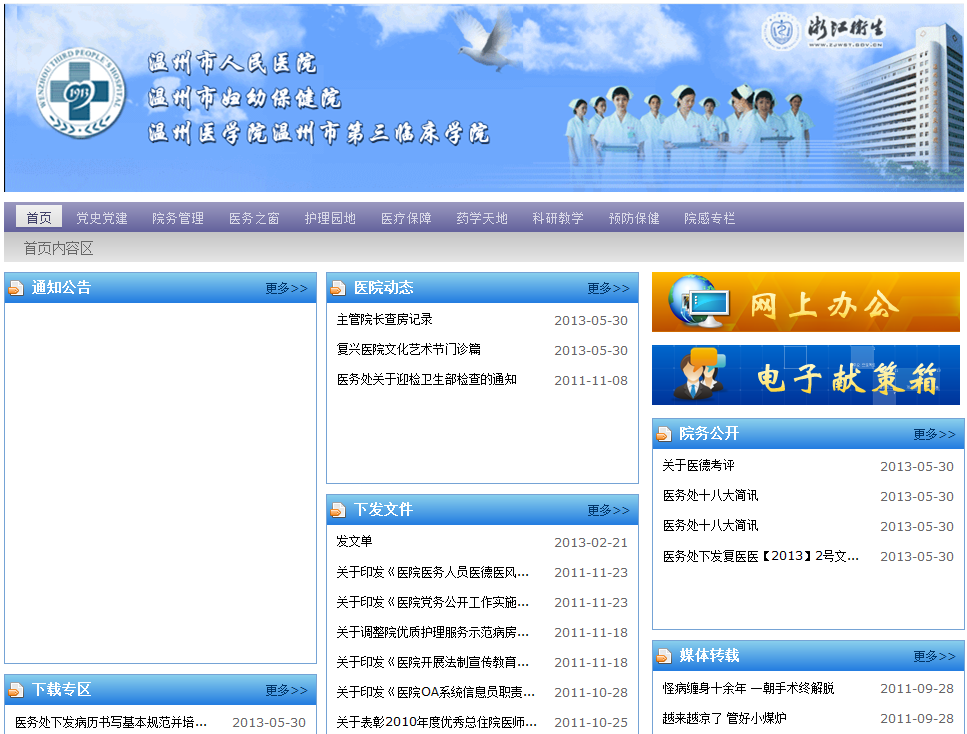 WENZHOU THIRD PEOPLE'S HOSPITAL
1913
温州市人民医院
温州市妇幼保健院
温州医学院温州市第三临床学院
浙江卫生
WWW.ZJWST.GOV.CN
首页 党史党建 院务管理 医务之窗 护理园地 医疗保障 药学天地 科研教学 预防保健 院感专栏
首页内容区
通知公告 更多>>
下载专区 更多>>
医务处下发病历书写基本规范并培... 2013-05-30
医院动态 更多>>
主管院长查房记录 2013-05-30
复兴医院文化艺术节门诊篇 2013-05-30
医务处关于迎检卫生部检查的通知 2011-11-08
下发文件 更多>>
发文单 2013-02-21
关于印发《医院医务人员医德医风... 2011-11-23
关于印发《医院党务公开工作实施... 2011-11-23
关于调整院优质护理服务示范病房... 2011-11-18
关于印发《医院开展法制宣传教育... 2011-11-18
关于印发《医院OA系统信息员职责... 2011-10-28
关于表彰2010年度优秀总住院医师... 2011-10-25
网上办公
电子献策箱
院务公开 更多>>
关于医德考评 2013-05-30
医务处十八大简讯 2013-05-30
医务处十八大简讯 2013-05-30
医务处下发复医医【2013】2号文... 2013-05-30
媒体转载 更多>>
怪病缠身十余年 一朝手术终解脱 2011-09-28
越来越京了 管好小煤炉 2011-09-28